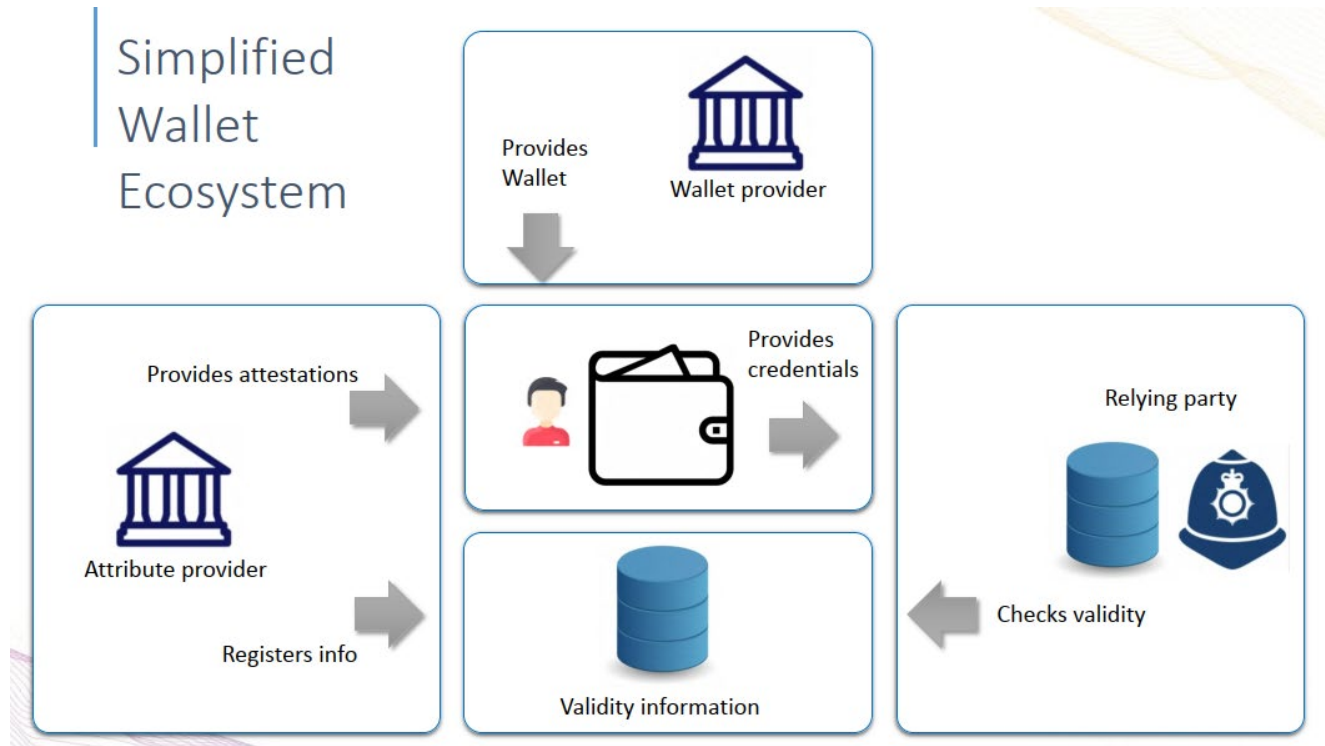 Simplified
Wallet
Ecosystem
Provides
Wallet
Wallet provider
Provides attestations
Attribute provider
Registers info
Provides
credentials
Validity information
Relying party
Checks validity